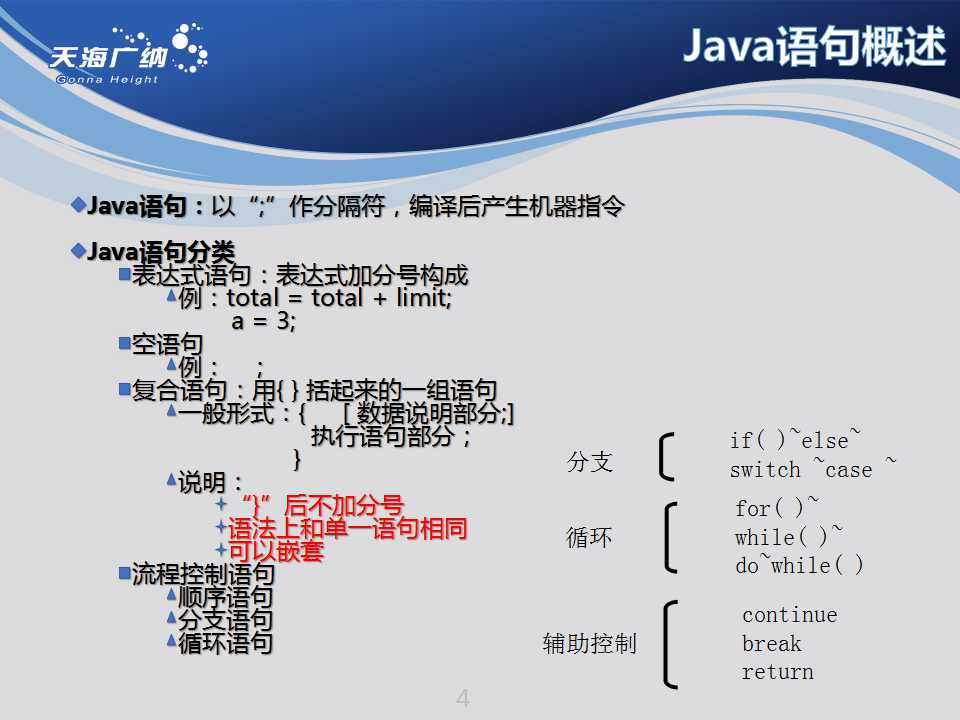 天海广纳
Gonna Height
Java语句概述
Java语句：以“;”作分隔符，编译后产生机器指令
Java语句分类
表达式语句：表达式加分号构成
例：total = total + limit;
a = 3;
空语句
例： ;
复合语句：用{ } 括起来的一组语句
一般形式：{ [ 数据说明部分;]
执行语句部分；
}
说明：
“}”后不加分号
语法上和单一语句相同
可以嵌套
流程控制语句
顺序语句
分支语句
循环语句
分支
if( )~else~
switch ~case ~
循环
for( )~
while( )~
do~while( )
辅助控制
continue
break
return
4